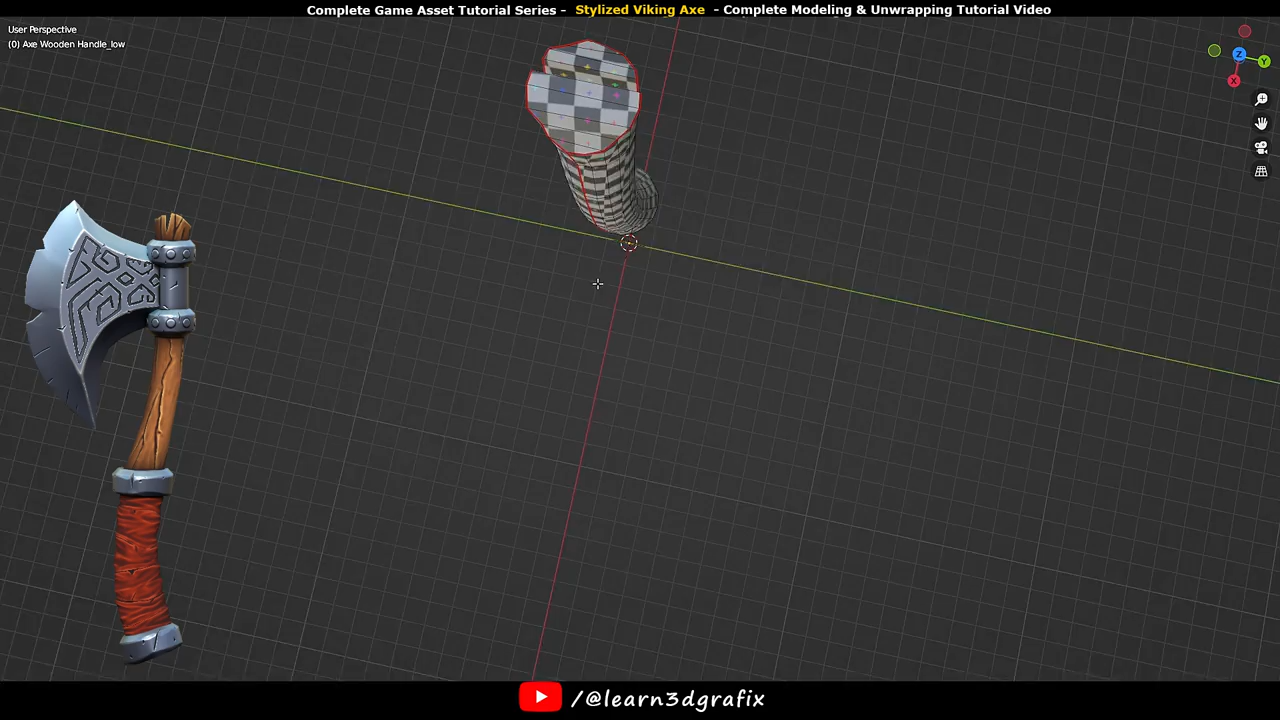 Complete Game Asset Tutorial Series - Stylized Viking Axe - Complete Modeling & Unwrapping Tutorial Video
User Perspective
(0) Axe Wooden Handle_low
Z
Y
X
/@learn3dgrafix